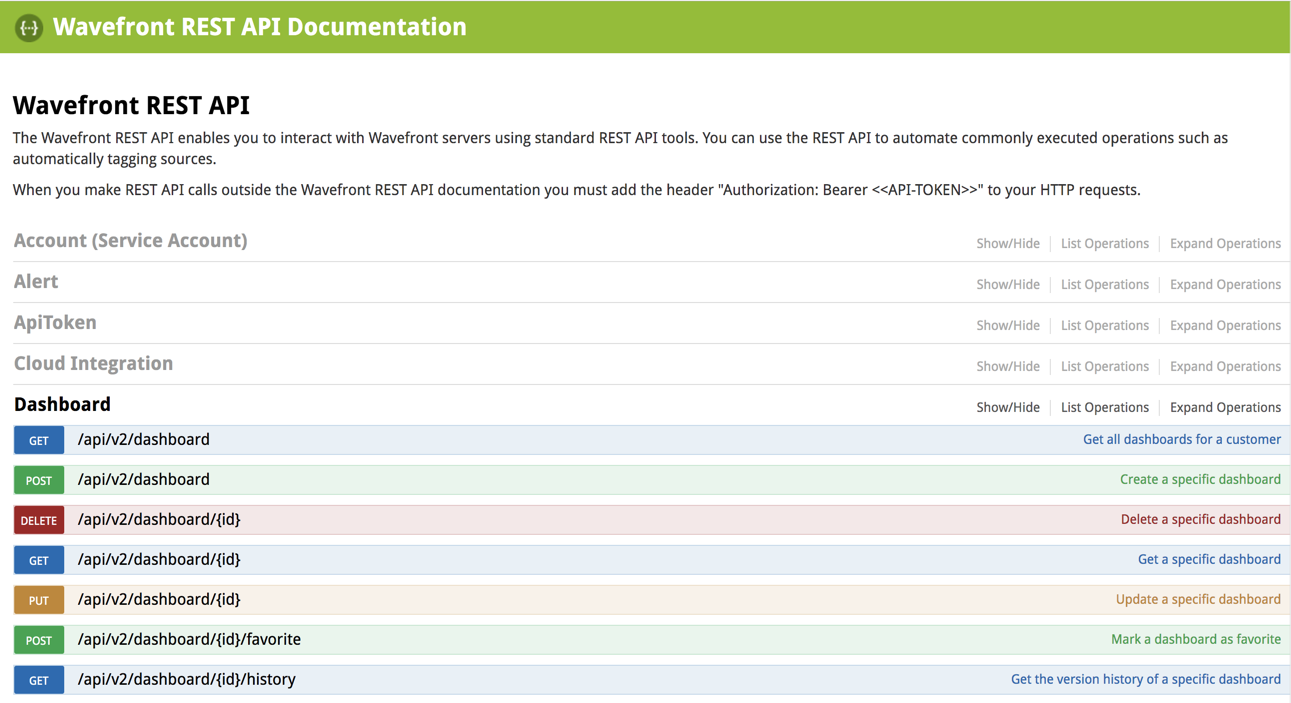 {···} Wavefront REST API Documentation
Wavefront REST API
The Wavefront REST API enables you to interact with Wavefront servers using standard REST API tools. You can use the REST API to automate commonly executed operations such as
automatically tagging sources.
When you make REST API calls outside the Wavefront REST API documentation you must add the header "Authorization: Bearer <<API-TOKEN>>" to your HTTP requests.
Account (Service Account) Show/Hide List Operations Expand Operations
Alert Show/Hide List Operations Expand Operations
ApiToken Show/Hide List Operations Expand Operations
Cloud Integration Show/Hide List Operations Expand Operations
Dashboard Show/Hide List Operations Expand Operations
GET /api/v2/dashboard Get all dashboards for a customer
POST /api/v2/dashboard Create a specific dashboard
DELETE /api/v2/dashboard/{id} Delete a specific dashboard
GET /api/v2/dashboard/{id} Get a specific dashboard
PUT /api/v2/dashboard/{id} Update a specific dashboard
POST /api/v2/dashboard/{id}/favorite Mark a dashboard as favorite
GET /api/v2/dashboard/{id}/history Get the version history of a specific dashboard